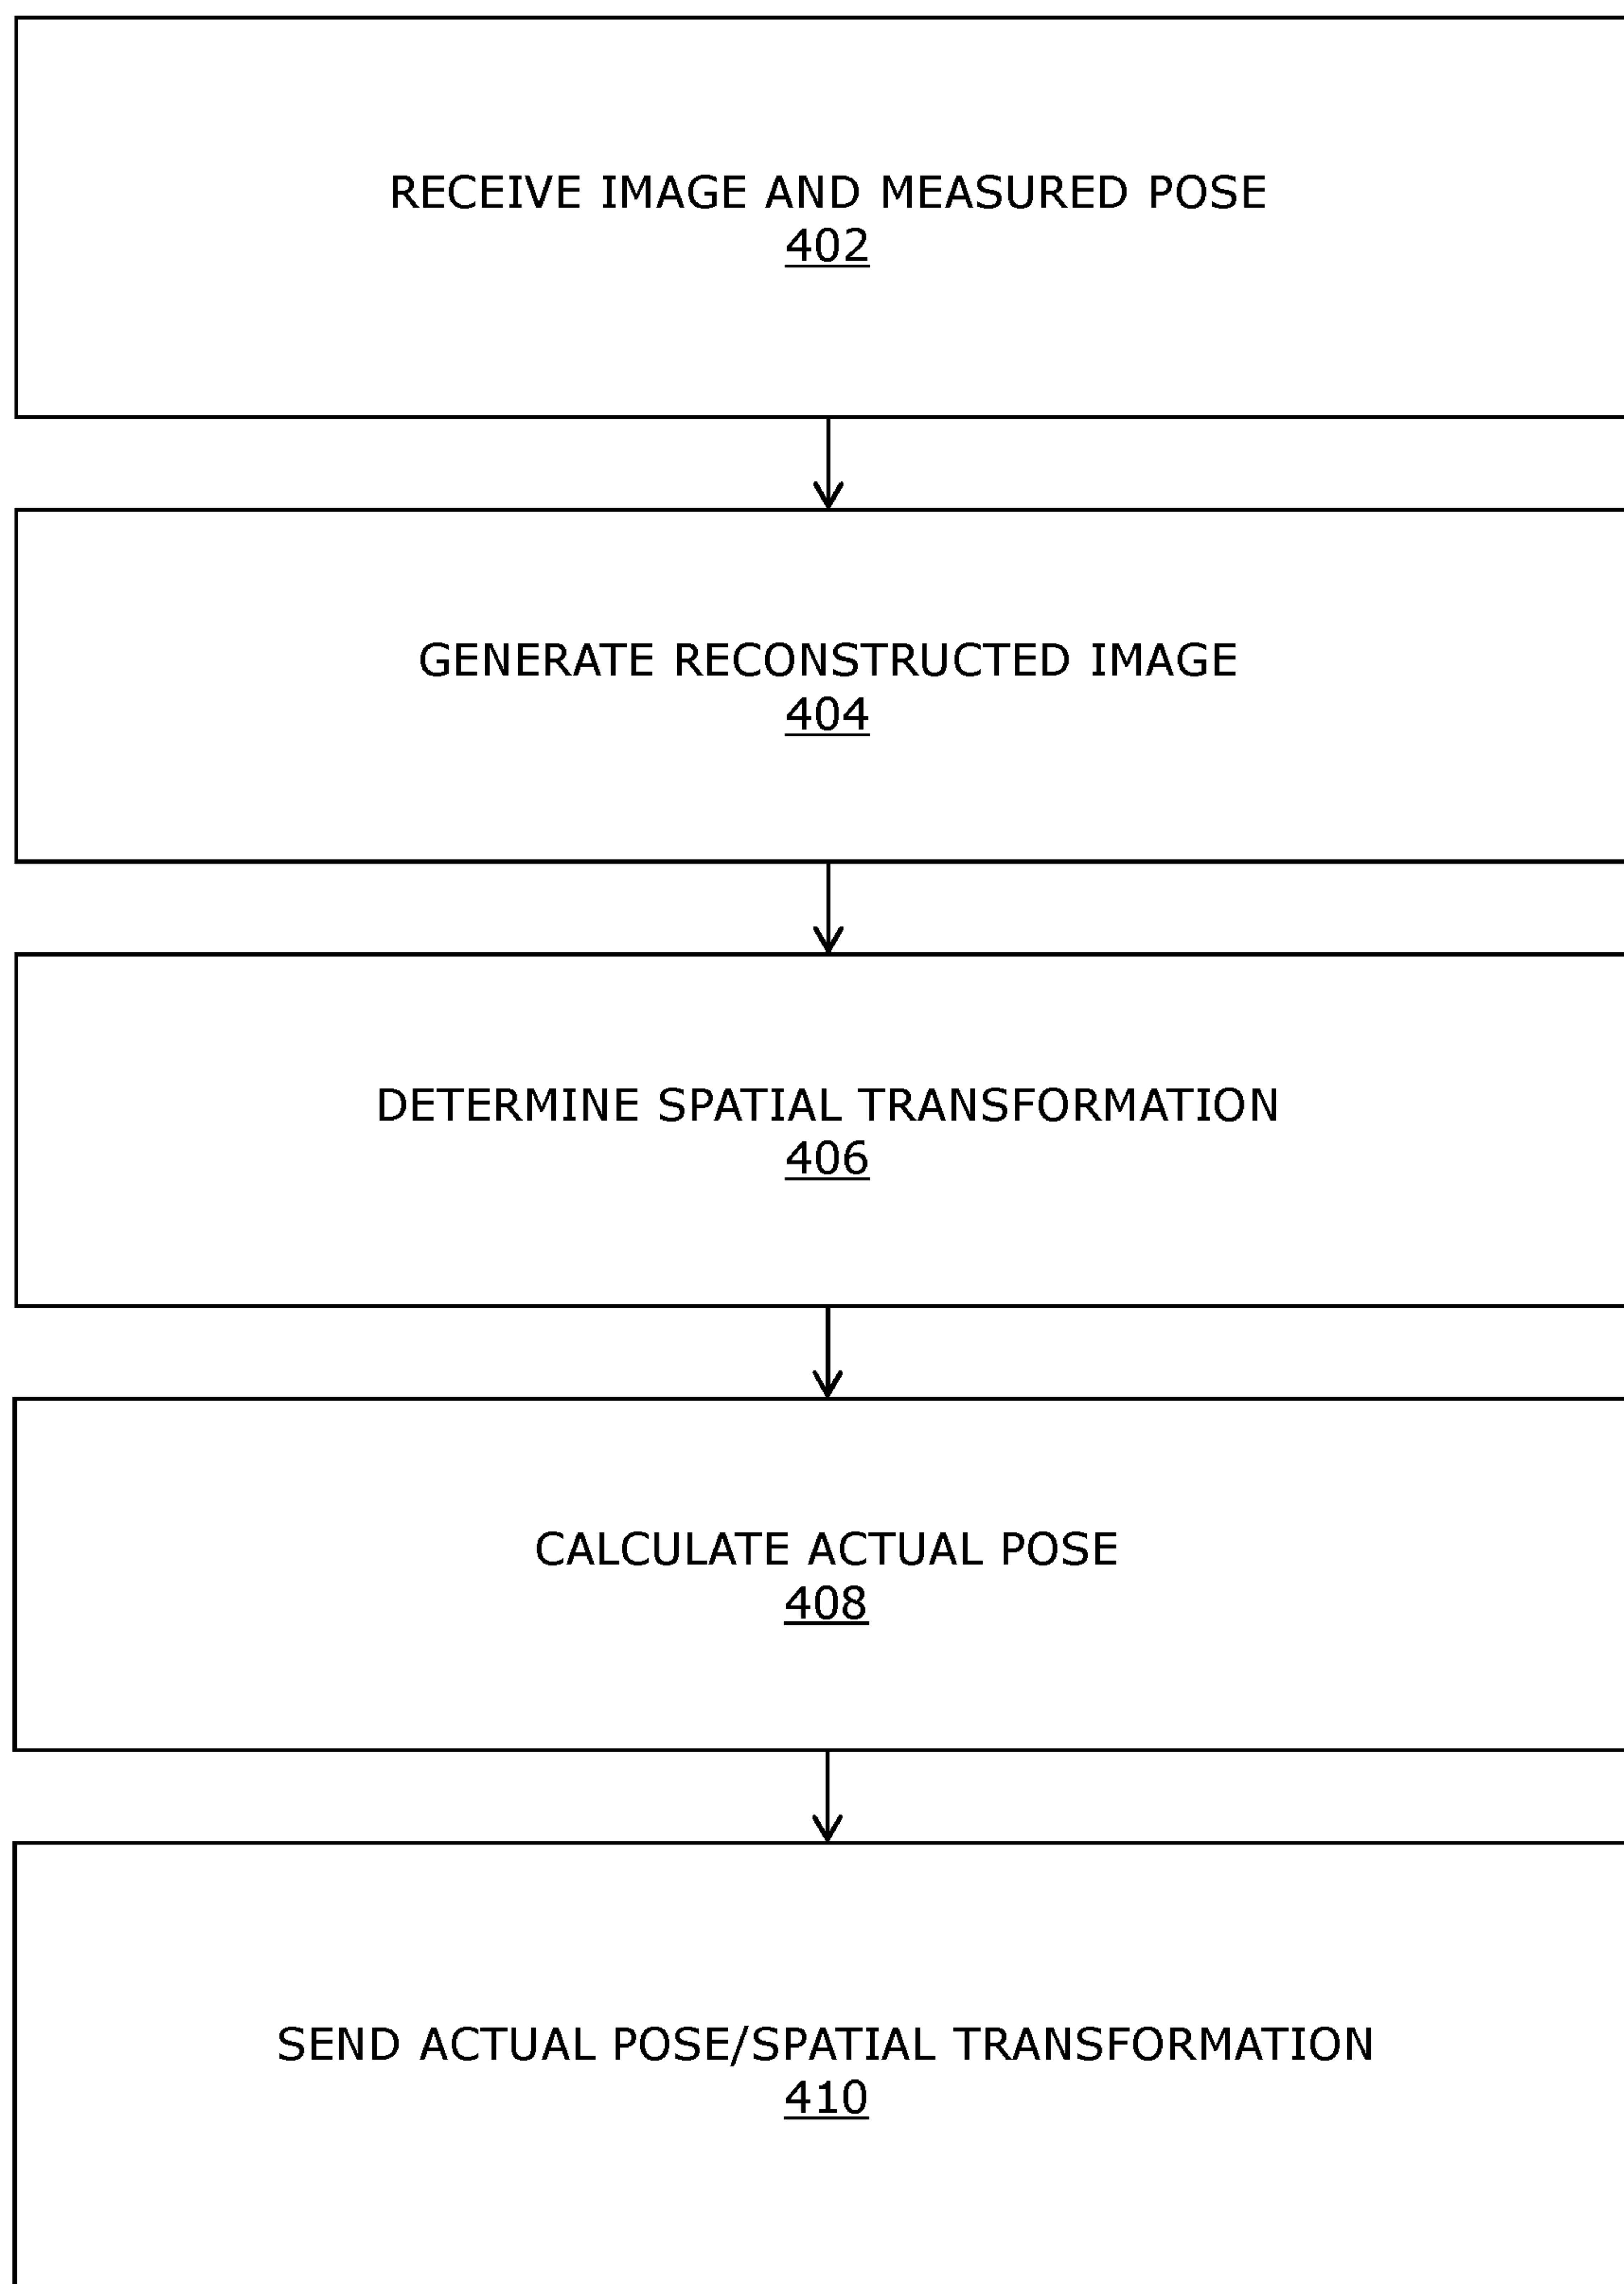 RECEIVE IMAGE AND MEASURED POSE
402
GENERATE RECONSTRUCTED IMAGE
404
DETERMINE SPATIAL TRANSFORMATION
406
CALCULATE ACTUAL POSE
408
SEND ACTUAL POSE/SPATIAL TRANSFORMATION
410